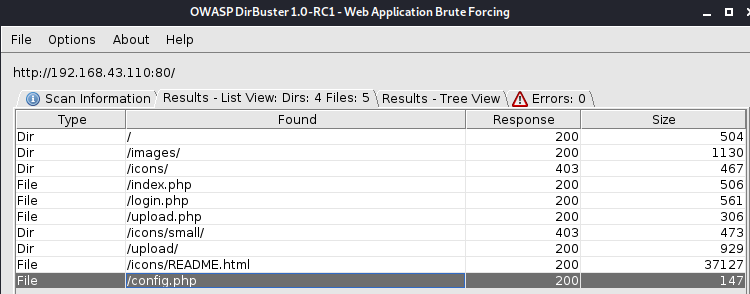 OWASP DirBuster 1.0-RC1 - Web Application Brute Forcing
File Options About Help
http://192.168.43.110:80/
Scan Information Results - List View: Dirs: 4 Files: 5 Results - Tree View Errors: 0
Type Found Response Size
Dir / 200 504
Dir /images/ 200 1130
Dir /icons/ 403 467
File /index.php 200 506
File /login.php 200 561
File /upload.php 200 306
Dir /icons/small/ 403 473
Dir /upload/ 200 929
File /icons/README.html 200 37127
File /config.php 200 147